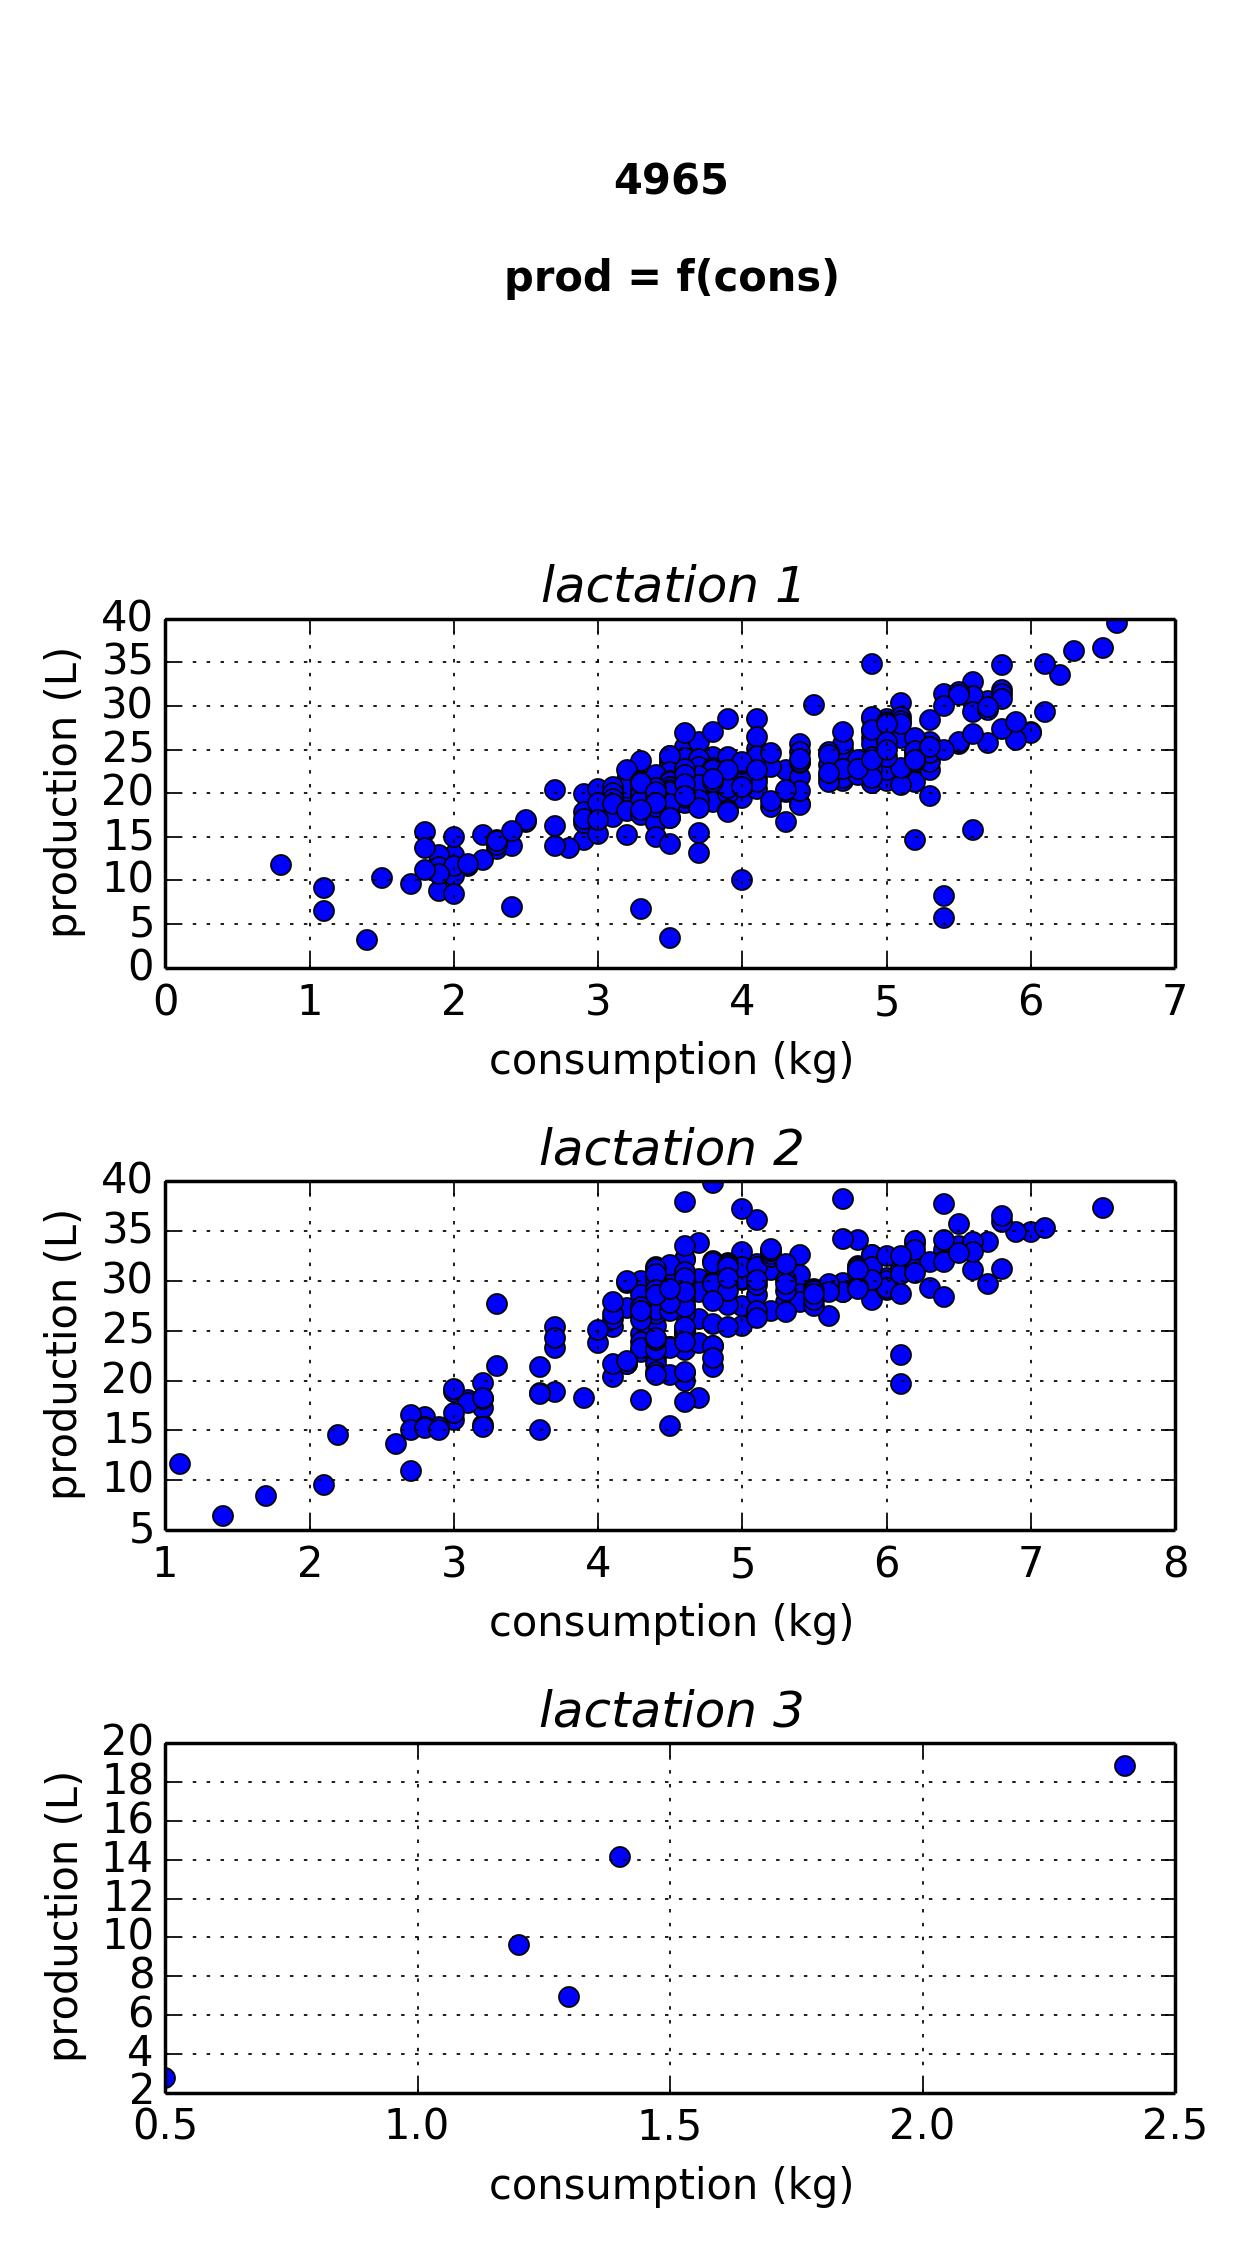 4965
prod = f(cons)
lactation 1
production (L)
40
35
30
25
20
15
10
5
0
0 1 2 3 4 5 6 7
consumption (kg)
lactation 2
production (L)
40
35
30
25
20
15
10
5
1 2 3 4 5 6 7 8
consumption (kg)
lactation 3
production (L)
20
18
16
14
12
10
8
6
4
2
0.5 1.0 1.5 2.0 2.5
consumption (kg)